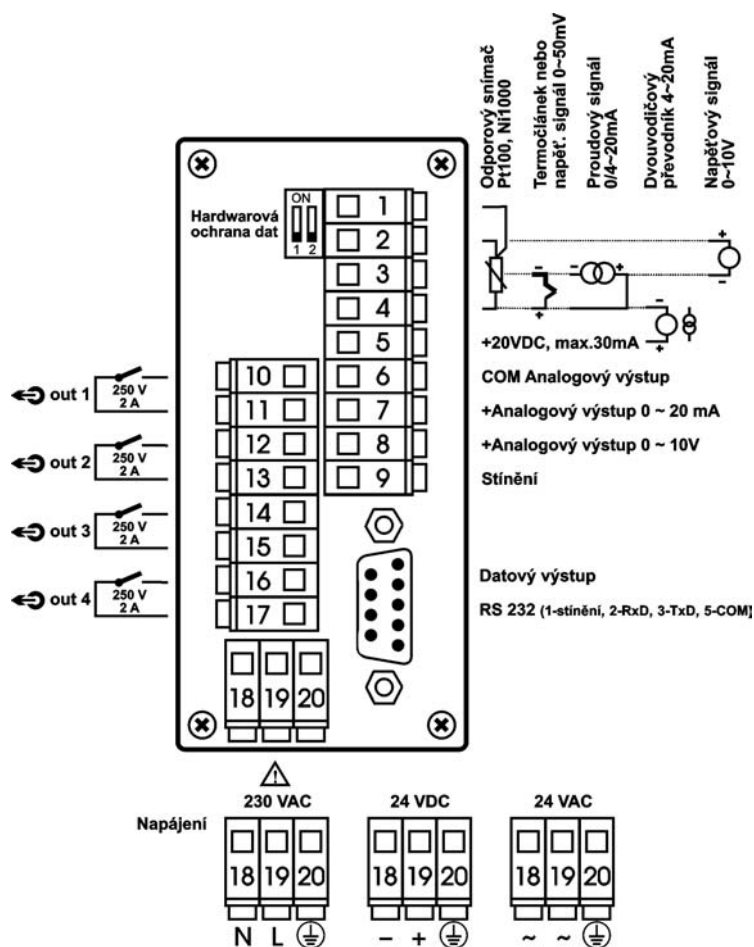 Odporový snímač
Pt100, Ni1000
Termočlánek nebo
napěť. signál 0~50mV
Proudový signál
0/4~20mA
Dvouvodičový
převodník 4~20mA
Napěťový signál
0~10V
Hardwarová
ochrana dat
ON
1 2
1
2
3
4
5
6
7
8
9
+
-
-
+
-
+
-
+
+20VDC, max.30mA
COM Analogový výstup
+Analogový výstup 0 ~ 20 mA
+Analogový výstup 0 ~ 10V
Stínění
out 1
250 V
2 A
out 2
250 V
2 A
out 3
250 V
2 A
out 4
250 V
2 A
10
11
12
13
14
15
16
17
Datový výstup
RS 232 (1-stínění, 2-RxD, 3-TxD, 5-COM)
18 19 20
Napájení
230 VAC
18 19 20
N L
24 VDC
18 19 20
- +
24 VAC
18 19 20
~ ~